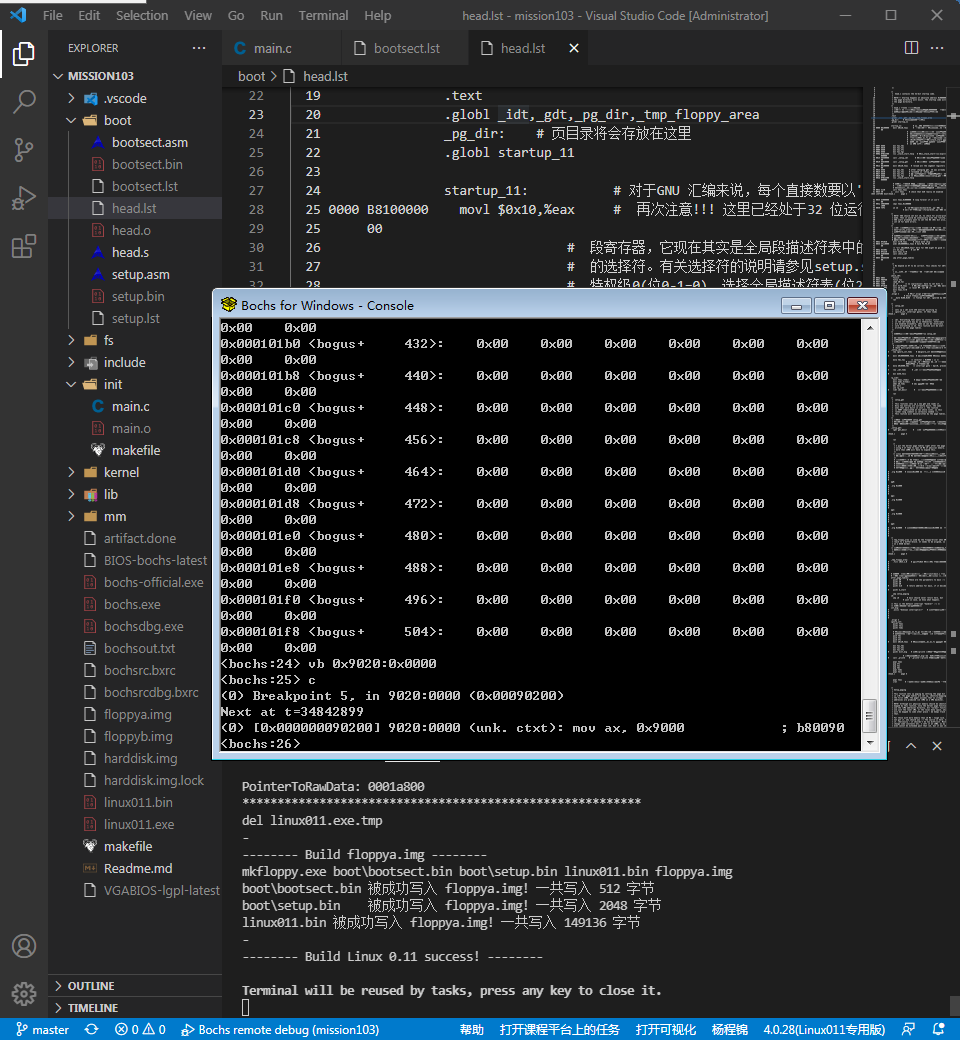 File Edit Selection View Go Run Terminal Help head.lst - mission103 - Visual Studio Code [Administrator]
EXPLORER
MISSION103
.vscode
boot
bootsect.asm
bootsect.bin
bootsect.lst
head.lst
head.o
head.s
setup.asm
setup.bin
setup.lst
fs
include
init
main.c
main.o
makefile
kernel
lib
mm
artifact.done
BIOS-bochs-latest
bochs-official.exe
bochs.exe
bochsdbg.exe
bochsout.txt
bochsrc.bxrc
bochsrcdbg.bxrc
floppya.img
floppyb.img
harddisk.img
harddisk.img.lock
linux011.bin
linux011.exe
makefile
Readme.md
VGABIOS-lgpl-latest
OUTLINE
TIMELINE
main.c bootsect.lst head.lst
boot > head.lst
22 19 .text
23 20 .globl _idt,_gdt,_pg_dir,_tmp_floppy_area
24 21 _pg_dir: # 页目录将会存放在这里
25 22 .globl startup_11
26 23
27 24 startup_11: # 对于GNU 汇编来说，每个直接数要以'
28 25 0000 B8100000 movl $0x10,%eax # 再次注意!!! 这里已经处于32 位运行
29 25 00
30 26 # 段寄存器，它现在其实是全局段描述符表中的
31 27 # 的选择符。有关选择符的说明请参见setup.s
32 28 # 特权级0(位0-1=0)、选择全局描述符表(位2
Bochs for Windows - Console
0x00 0x00
0x000101b0 <bogus+ 432>: 0x00 0x00 0x00 0x00 0x00 0x00
0x00 0x00
0x000101b8 <bogus+ 440>: 0x00 0x00 0x00 0x00 0x00 0x00
0x00 0x00
0x000101c0 <bogus+ 448>: 0x00 0x00 0x00 0x00 0x00 0x00
0x00 0x00
0x000101c8 <bogus+ 456>: 0x00 0x00 0x00 0x00 0x00 0x00
0x00 0x00
0x000101d0 <bogus+ 464>: 0x00 0x00 0x00 0x00 0x00 0x00
0x00 0x00
0x000101d8 <bogus+ 472>: 0x00 0x00 0x00 0x00 0x00 0x00
0x00 0x00
0x000101e0 <bogus+ 480>: 0x00 0x00 0x00 0x00 0x00 0x00
0x00 0x00
0x000101e8 <bogus+ 488>: 0x00 0x00 0x00 0x00 0x00 0x00
0x00 0x00
0x000101f0 <bogus+ 496>: 0x00 0x00 0x00 0x00 0x00 0x00
0x00 0x00
0x000101f8 <bogus+ 504>: 0x00 0x00 0x00 0x00 0x00 0x00
0x00 0x00
<bochs:24> vb 0x9020:0x0000
<bochs:25> c
(0) Breakpoint 5, in 9020:0000 (0x00090200)
Next at t=34842899
(0) [0x000000090200] 9020:0000 (unk. ctxt): mov ax, 0x9000 ; b80090
<bochs:26>
PointerToRawData: 0001a800
*********************************************************
del linux011.exe.tmp
-
-------- Build floppya.img --------
mkfloppy.exe boot\bootsect.bin boot\setup.bin linux011.bin floppya.img
boot\bootsect.bin 被成功写入 floppya.img! 一共写入 512 字节
boot\setup.bin 被成功写入 floppya.img! 一共写入 2048 字节
linux011.bin 被成功写入 floppya.img! 一共写入 149136 字节
-
-------- Build Linux 0.11 success! --------
Terminal will be reused by tasks, press any key to close it.
master 0 0 Bochs remote debug (mission103) 帮助 打开课程平台上的任务 打开可视化 杨程锦 4.0.28(Linux011专用版)